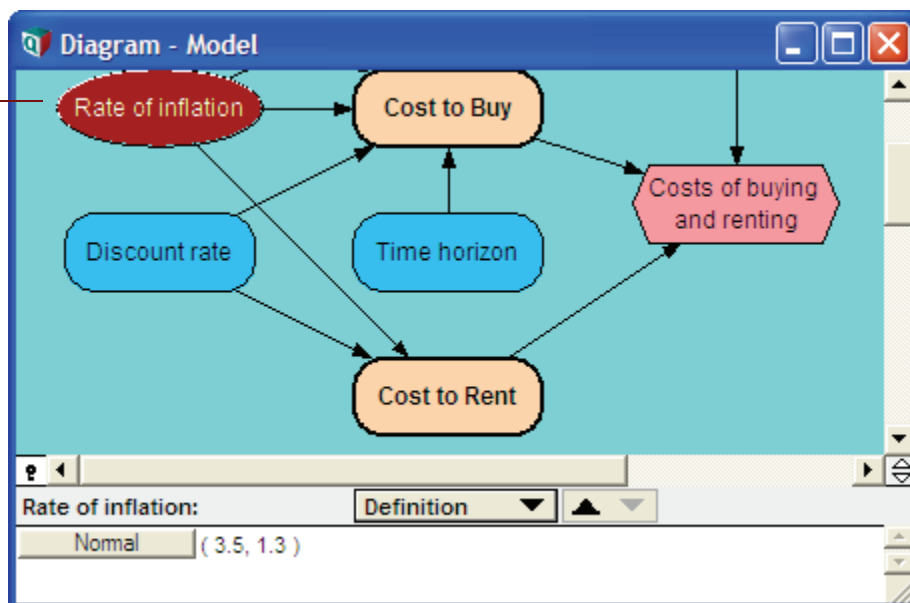 Diagram - Model
Rate of inflation
Cost to Buy
Costs of buying
and renting
Discount rate
Time horizon
Cost to Rent
Rate of inflation:
Definition
Normal
( 3.5, 1.3 )